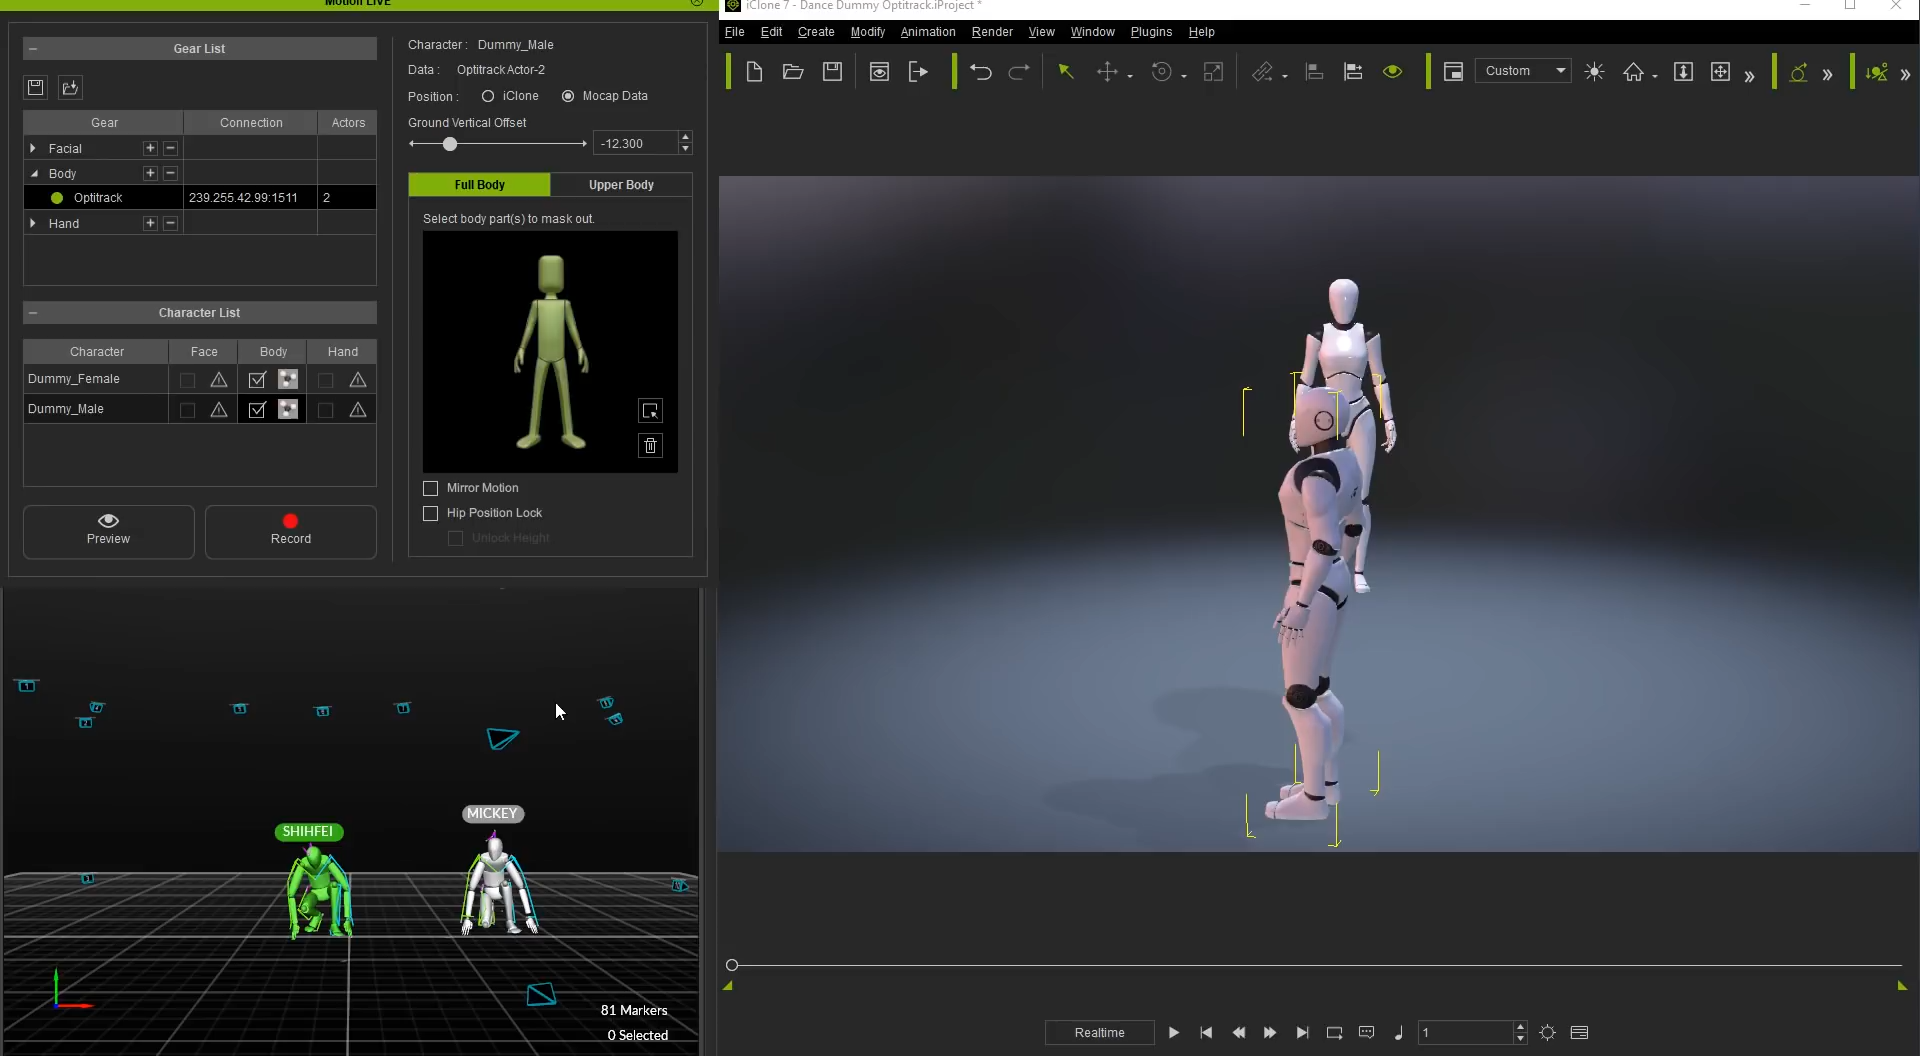 Motion LIVE
Gear List
Gear Connection Actors
Facial + −
Body + −
Optitrack 239.255.42.99:1511 2
Hand + −
Character List
Character Face Body Hand
Dummy_Female
Dummy_Male
Preview
Record
Character : Dummy_Male
Data : Optitrack Actor-2
Position : iClone Mocap Data
Ground Vertical Offset
-12.300
Full Body Upper Body
Select body part(s) to mask out.
Mirror Motion
Hip Position Lock
Unlock Height
SHIHFEI
MICKEY
81 Markers
0 Selected
iClone 7 - Dance Dummy Optitrack.iProject *
File Edit Create Modify Animation Render View Window Plugins Help
Custom
Realtime
1